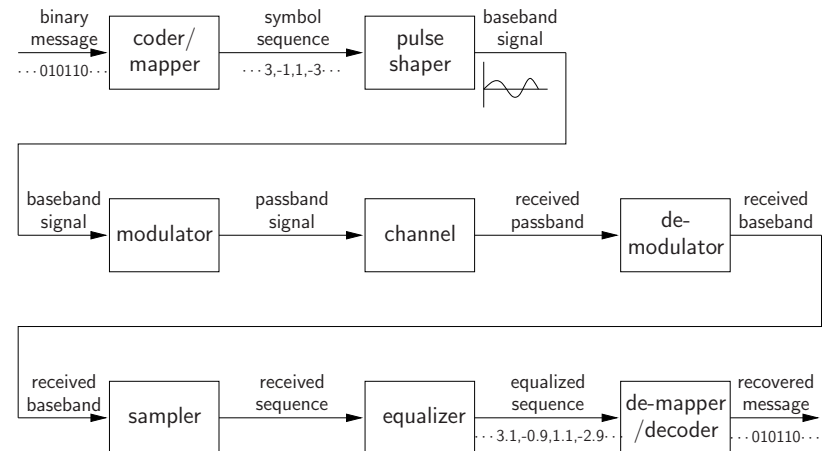 binary
message
···010110···
coder/
mapper
symbol
sequence
···3,-1,1,-3···
pulse
shaper
baseband
signal
baseband
signal
modulator
passband
signal
channel
received
passband
de-
modulator
received
baseband
received
baseband
sampler
received
sequence
equalizer
equalized
sequence
···3.1,-0.9,1.1,-2.9···
de-mapper
/decoder
recovered
message
···010110···